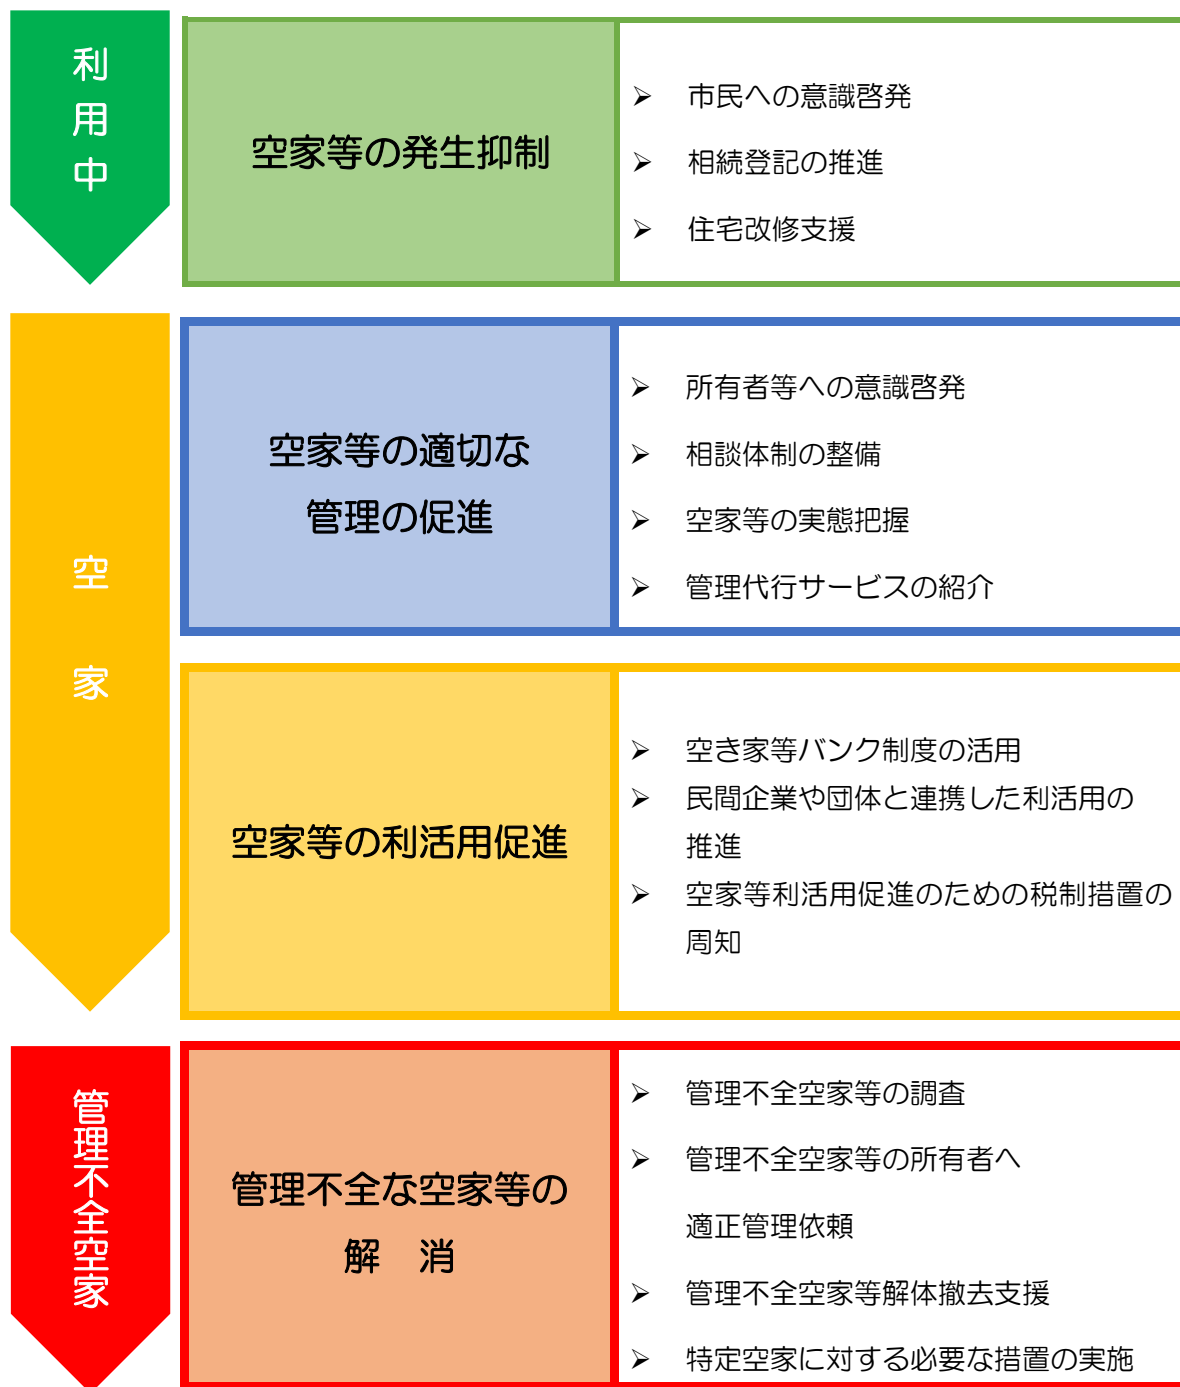 利用中
空家等の発生抑制
➢ 市民への意識啓発
➢ 相続登記の推進
➢ 住宅改修支援
空家
空家等の適切な
管理の促進
➢ 所有者等への意識啓発
➢ 相談体制の整備
➢ 空家等の実態把握
➢ 管理代行サービスの紹介
空家等の利活用促進
➢ 空き家等バンク制度の活用
➢ 民間企業や団体と連携した利活用の
推進
➢ 空家等利活用促進のための税制措置の
周知
管理不全空家
管理不全な空家等の
解　消
➢ 管理不全空家等の調査
➢ 管理不全空家等の所有者へ
適正管理依頼
➢ 管理不全空家等解体撤去支援
➢ 特定空家に対する必要な措置の実施